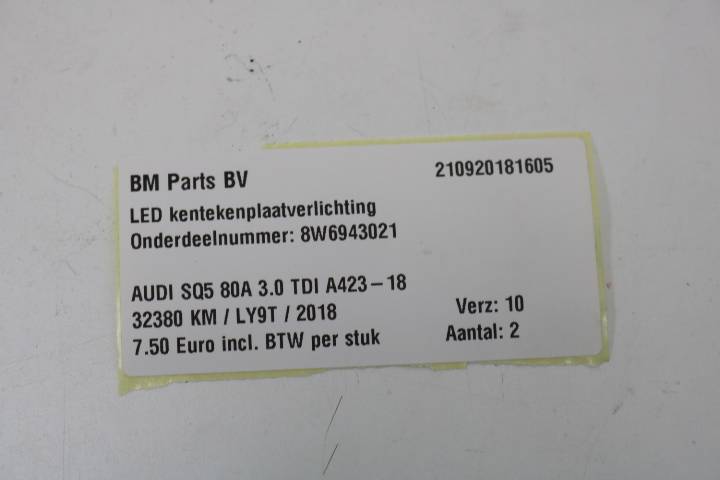 BM Parts BV 210920181605
LED kentekenplaatverlichting
Onderdeelnummer: 8W6943021
AUDI SQ5 80A 3.0 TDI A423-18
32380 KM / LY9T / 2018 Verz: 10
7.50 Euro incl. BTW per stuk Aantal: 2